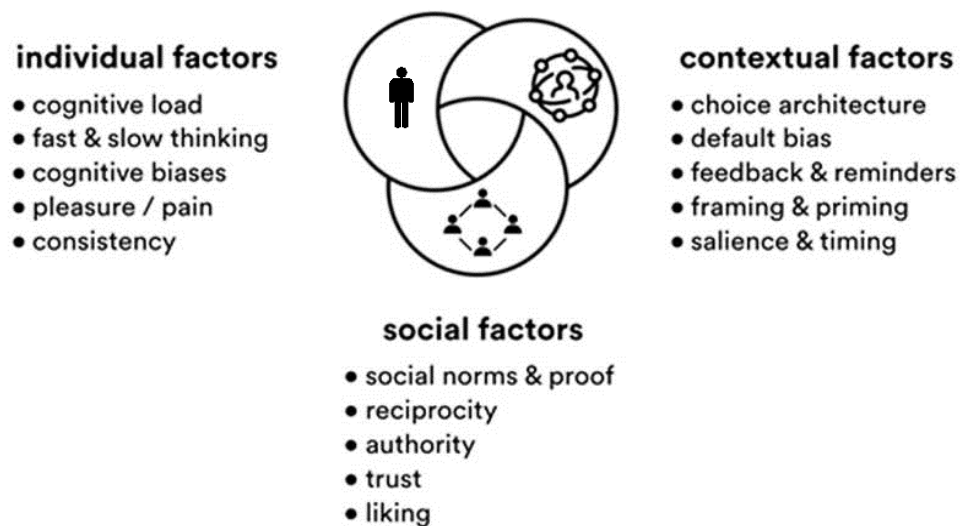 individual factors
• cognitive load
• fast & slow thinking
• cognitive biases
• pleasure / pain
• consistency
contextual factors
• choice architecture
• default bias
• feedback & reminders
• framing & priming
• salience & timing
social factors
• social norms & proof
• reciprocity
• authority
• trust
• liking